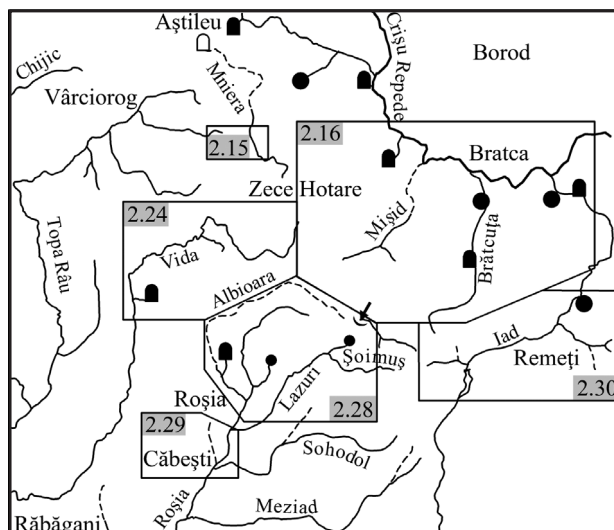 Aştileu
Crişu Repede
Borod
Chijic
Mniera
Vârciorog
2.15
2.16
Bratca
Zece Hotare
2.24
Mişid
Brătcuţa
Topa Râu
Vida
Albioara
Iad
Şoimuş
Remeţi
Lazuri
Roşia
2.28
2.30
2.29
Căbeşti
Sohodol
Roşia
Meziad
Răbăgani